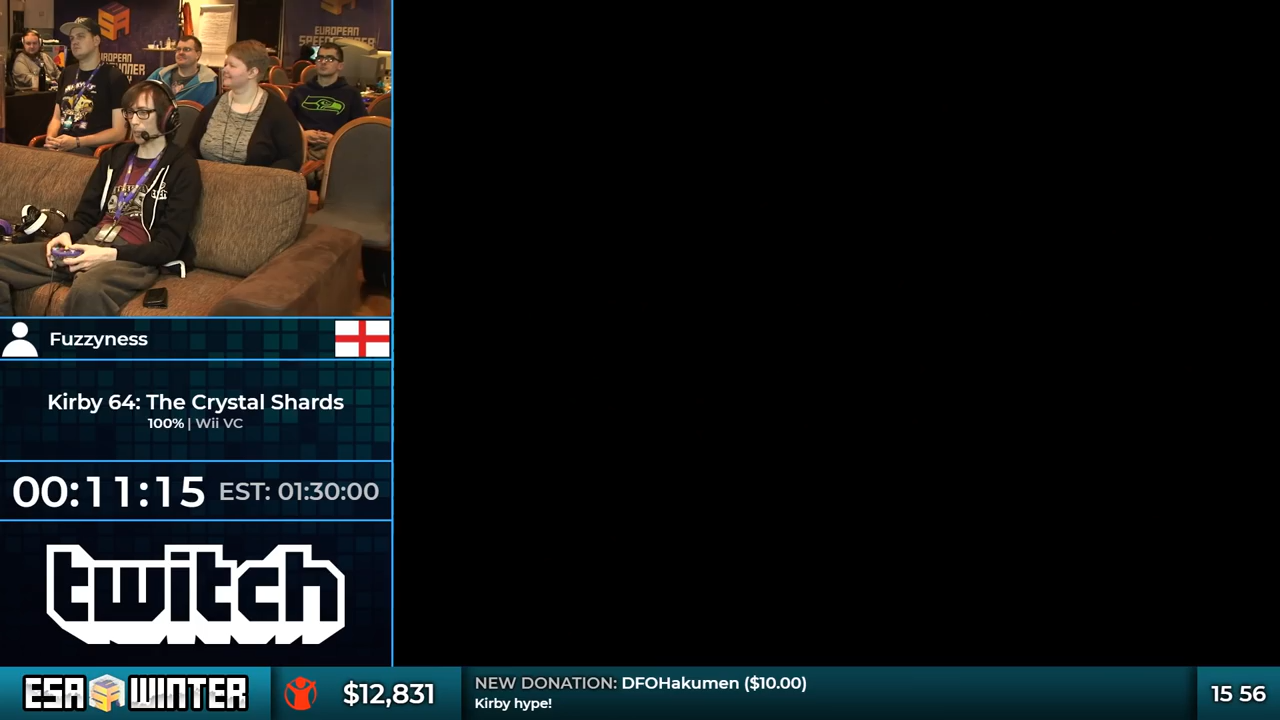 EUROPEAN
Fuzzyness
Kirby 64: The Crystal Shards
100% | Wii VC
00:11:15 EST: 01:30:00
twitch
ESA WINTER
$12,831
NEW DONATION: DFOHakumen ($10.00)
Kirby hype!
15 56